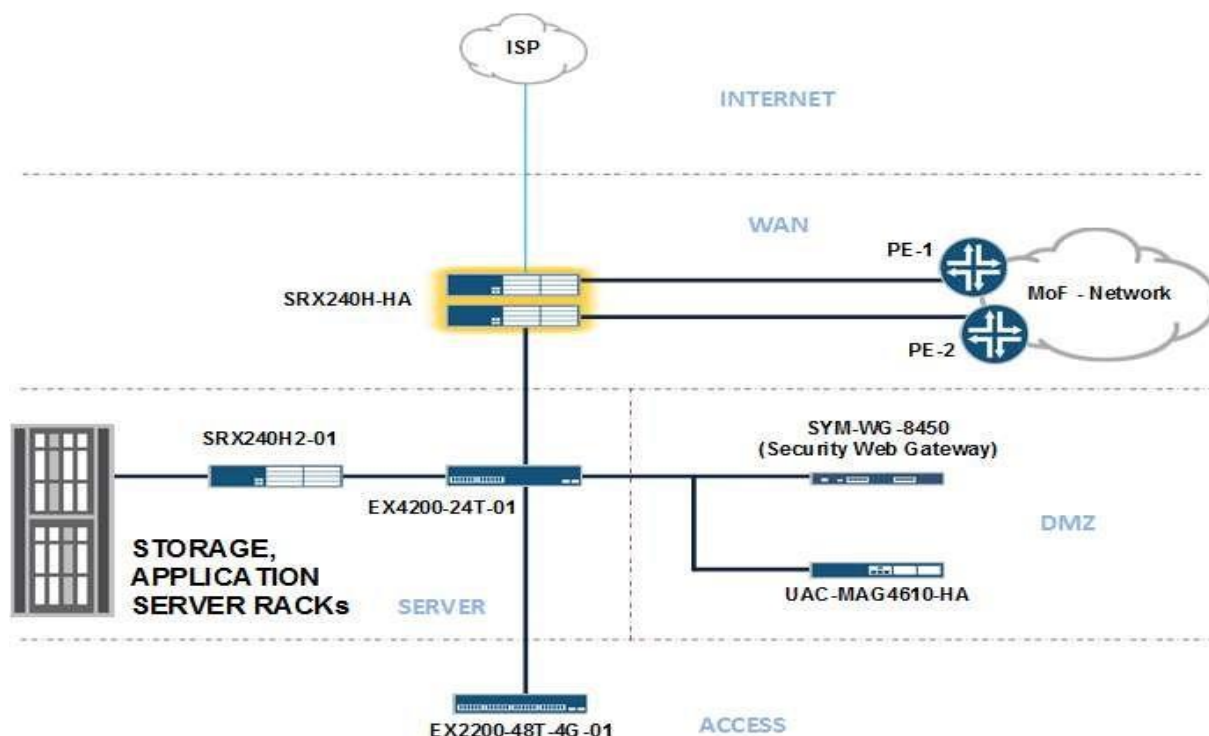 ISP
INTERNET
WAN
PE-1
SRX240H-HA
MoF - Network
PE-2
SRX240H2-01
SYM-WG-8450
(Security Web Gateway)
EX4200-24T-01
DMZ
STORAGE,
APPLICATION
SERVER RACKs
SERVER
UAC-MAG4610-HA
EX2200-48T-4G-01
ACCESS